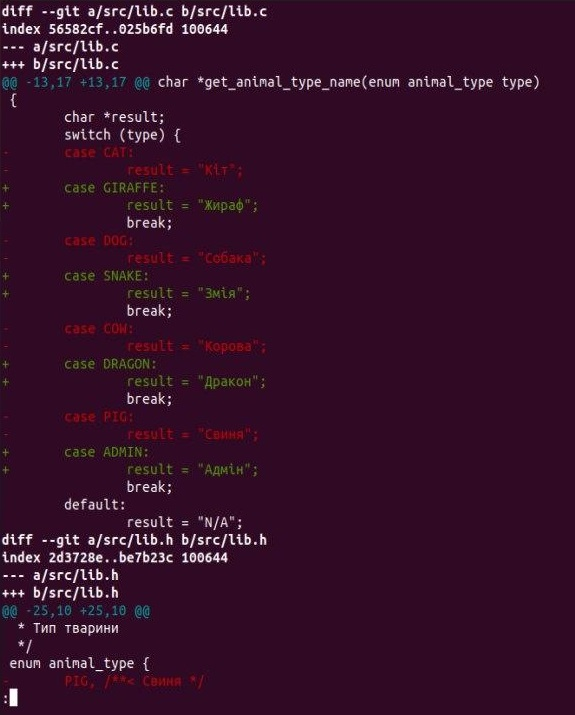 diff --git a/src/lib.c b/src/lib.c
index 56582cf..025b6fd 100644
--- a/src/lib.c
+++ b/src/lib.c
@@ -13,17 +13,17 @@ char *get_animal_type_name(enum animal_type type)
 {
        char *result;
        switch (type) {
-       case CAT:
-               result = "Кіт";
+       case GIRAFFE:
+               result = "Жираф";
                break;
-       case DOG:
-               result = "Собака";
+       case SNAKE:
+               result = "Змія";
                break;
-       case COW:
-               result = "Корова";
+       case DRAGON:
+               result = "Дракон";
                break;
-       case PIG:
-               result = "Свиня";
+       case ADMIN:
+               result = "Адмін";
                break;
        default:
                result = "N/A";
diff --git a/src/lib.h b/src/lib.h
index 2d3728e..be7b23c 100644
--- a/src/lib.h
+++ b/src/lib.h
@@ -25,10 +25,10 @@
  * Тип тварини
  */
 enum animal_type {
-       PIG, /**< Свиня */
: